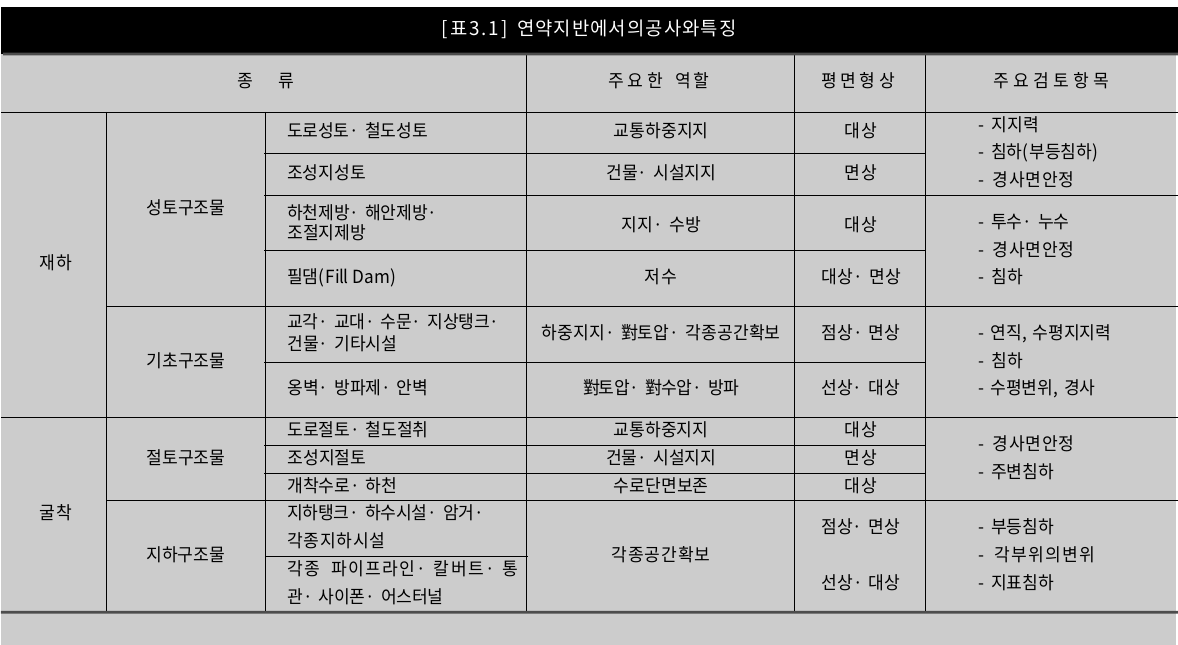 [표3.1] 연약지반에서의공사와특징
종 류
주요한 역할
평면형상
주요검토항목
재하
성토구조물
도로성토· 철도성토
교통하중지지
대상
- 지지력
- 침하(부등침하)
- 경사면안정
조성지성토
건물· 시설지지
면상
하천제방· 해안제방·
조절지제방
지지· 수방
대상
- 투수· 누수
- 경사면안정
- 침하
필댐(Fill Dam)
저수
대상· 면상
기초구조물
교각· 교대· 수문· 지상탱크·
건물· 기타시설
하중지지· 對토압· 각종공간확보
점상· 면상
- 연직, 수평지지력
- 침하
- 수평변위, 경사
옹벽· 방파제· 안벽
對토압· 對수압· 방파
선상· 대상
굴착
절토구조물
도로절토· 철도절취
교통하중지지
대상
- 경사면안정
- 주변침하
조성지절토
건물· 시설지지
면상
개착수로· 하천
수로단면보존
대상
지하구조물
지하탱크· 하수시설· 암거·
각종지하시설
각종공간확보
점상· 면상
- 부등침하
- 각부위의변위
- 지표침하
각종 파이프라인· 칼버트· 통
관· 사이폰· 어스터널
선상· 대상